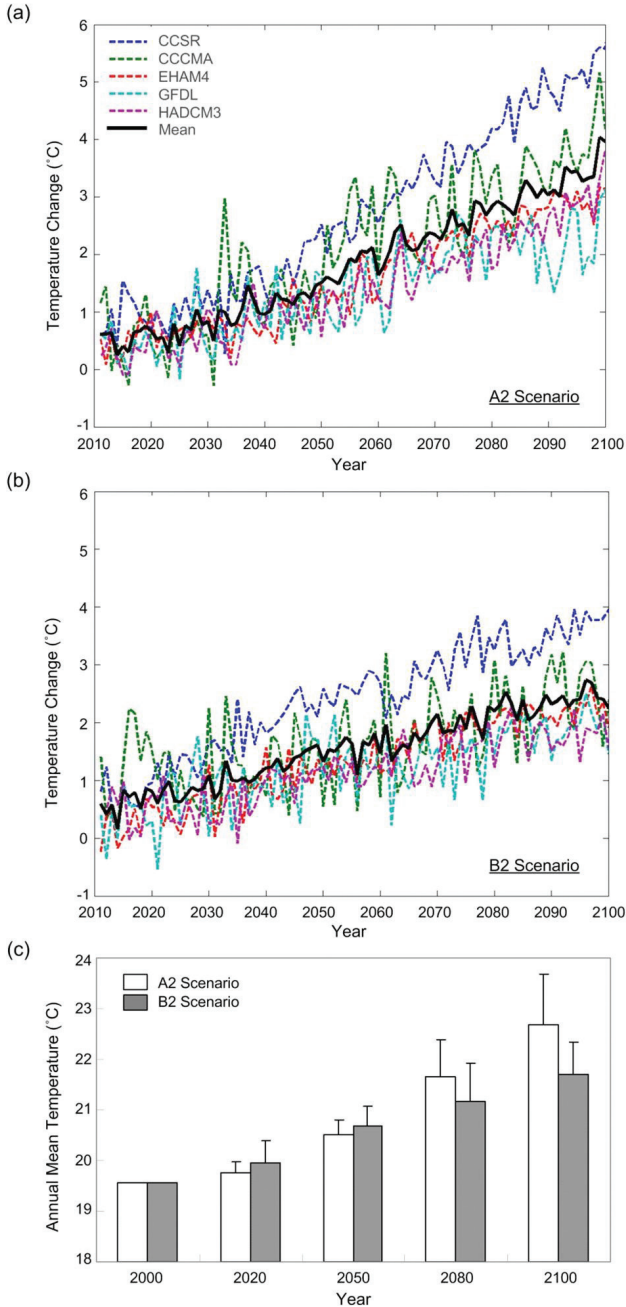 (a)
6
5
4
3
2
1
0
-1
Temperature Change (˚C)
CCSR
CCCMA
EHAM4
GFDL
HADCM3
Mean
A2 Scenario
2010 2020 2030 2040 2050 2060 2070 2080 2090 2100
Year
(b)
6
5
4
3
2
1
0
-1
Temperature Change (˚C)
B2 Scenario
2010 2020 2030 2040 2050 2060 2070 2080 2090 2100
Year
(c)
24
23
22
21
20
19
18
Annual Mean Temperature (˚C)
A2 Scenario
B2 Scenario
2000 2020 2050 2080 2100
Year